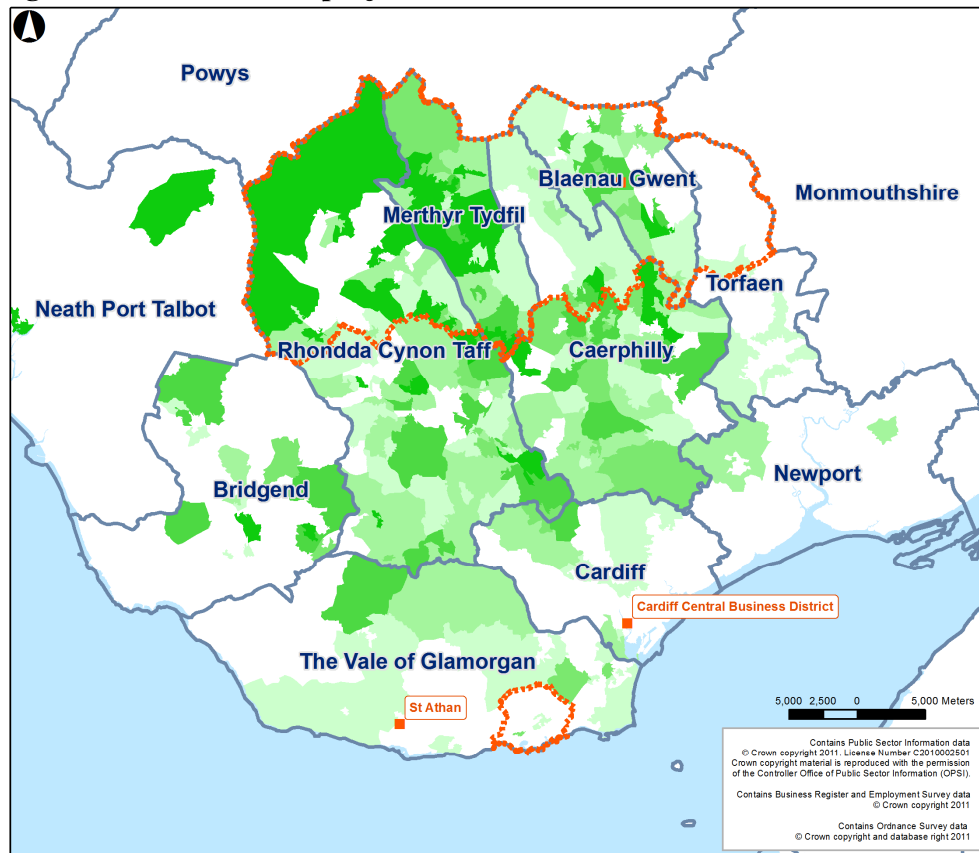 Powys
Blaenau Gwent
Monmouthshire
Merthyr Tydfil
Torfaen
Neath Port Talbot
Rhondda Cynon Taff
Caerphilly
Newport
Bridgend
Cardiff
Cardiff Central Business District
The Vale of Glamorgan
St Athan
5,000 2,500 0 5,000 Meters
Contains Public Sector Information data
© Crown copyright 2011. License Number C2010002501
Crown copyright material is reproduced with the permission
of the Controller Office of Public Sector Information (OPSI).
Contains Business Register and Employment Survey data
© Crown copyright 2011
Contains Ordnance Survey data
© Crown copyright and database right 2011